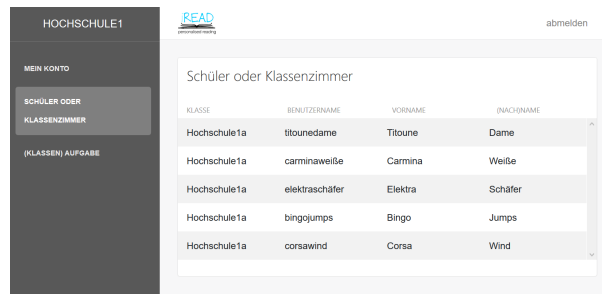 HOCHSCHULE1
READ
personalized reading
abmelden
MEIN KONTO
SCHÜLER ODER
KLASSENZIMMER
(KLASSEN) AUFGABE
Schüler oder Klassenzimmer
KLASSE BENUTZERNAME VORNAME (NACH)NAME
Hochschule1a titounedame Titoune Dame
Hochschule1a carminaweiße Carmina Weiße
Hochschule1a elektraschäfer Elektra Schäfer
Hochschule1a bingojumps Bingo Jumps
Hochschule1a corsawind Corsa Wind